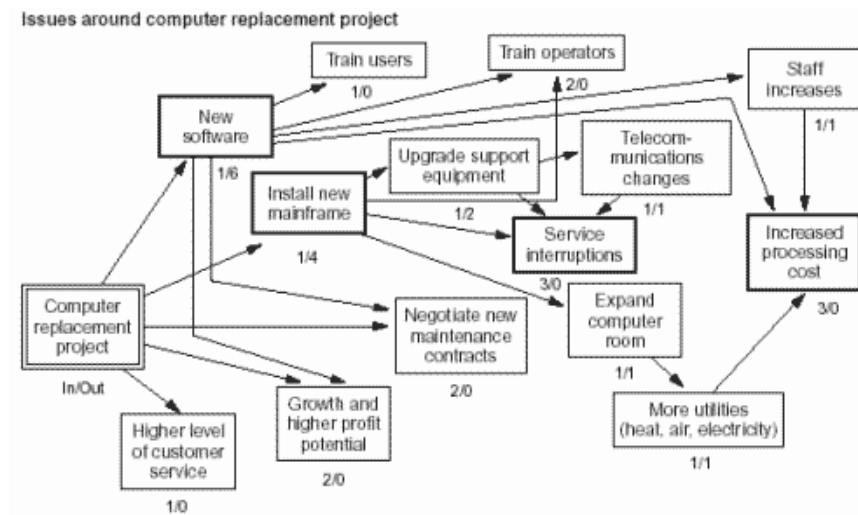 Issues around computer replacement project
Train users
1/0
Train operators
2/0
Staff
increases
1/1
New
software
1/6
Upgrade support
equipment
1/2
Telecom-
munications
changes
1/1
Install new
mainframe
1/4
Service
interruptions
3/0
Increased
processing
cost
3/0
Computer
replacement
project
In/Out
Negotiate new
maintenance
contracts
2/0
Expand
computer
room
1/1
Higher level
of customer
service
1/0
Growth and
higher profit
potential
2/0
More utilities
(heat, air, electricity)
1/1